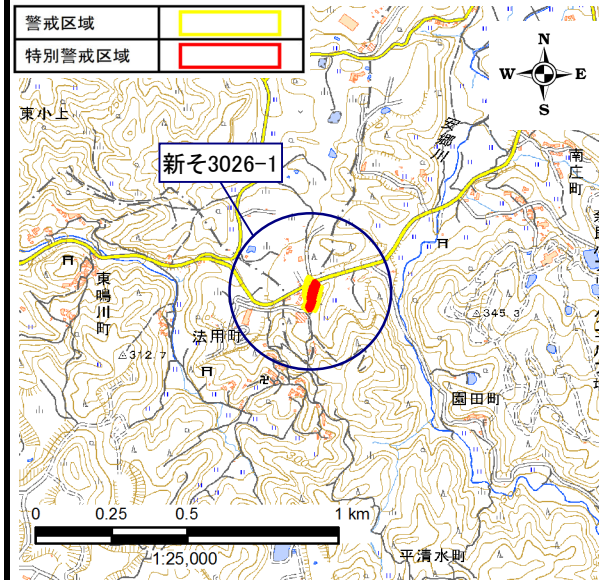 警戒区域
特別警戒区域
N
W
E
S
東小上
安郷川
南庄町
新そ3026-1
東鳴川町
法用町
△345.3
△312.7
園田町
0
0.25
0.5
1 km
1:25,000
平清水町